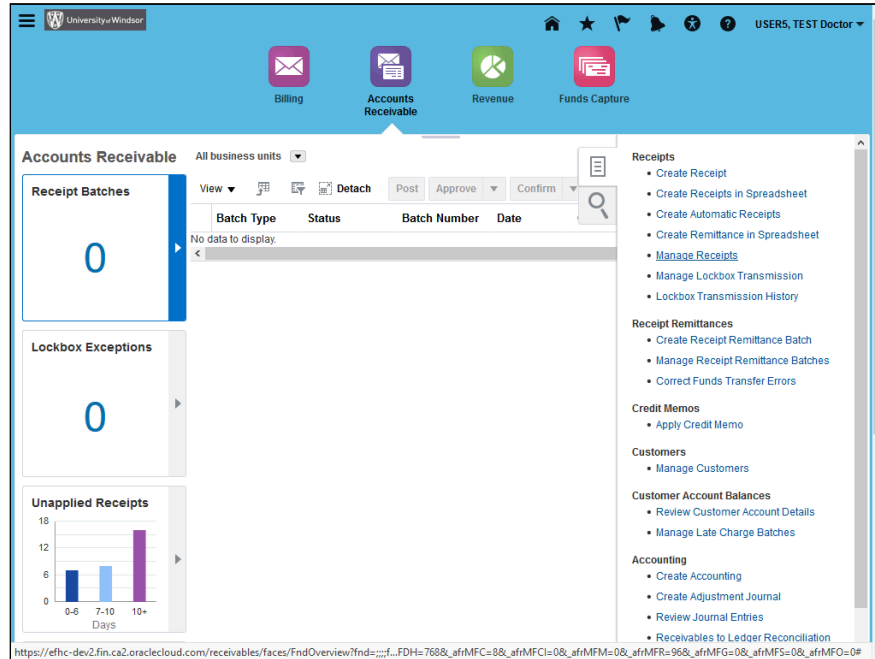 University of Windsor
USER5, TEST Doctor
Billing
Accounts Receivable
Revenue
Funds Capture
Accounts Receivable
All business units
Receipt Batches
0
Lockbox Exceptions
0
Unapplied Receipts
18
12
6
0
0-6 7-10 10+
Days
View Detach Post Approve Confirm
Batch Type Status Batch Number Date
No data to display.
Receipts
• Create Receipt
• Create Receipts in Spreadsheet
• Create Automatic Receipts
• Create Remittance in Spreadsheet
• Manage Receipts
• Manage Lockbox Transmission
• Lockbox Transmission History
Receipt Remittances
• Create Receipt Remittance Batch
• Manage Receipt Remittance Batches
• Correct Funds Transfer Errors
Credit Memos
• Apply Credit Memo
Customers
• Manage Customers
Customer Account Balances
• Review Customer Account Details
• Manage Late Charge Batches
Accounting
• Create Accounting
• Create Adjustment Journal
• Review Journal Entries
• Receivables to Ledger Reconciliation
https://efhc-dev2.fin.ca2.oraclecloud.com/receivables/faces/FndOverview?fnd=;;;;f...FDH=768&_afrMFC=8&_afrMFCI=0&_afrMFM=0&_afrMFR=96&_afrMFG=0&_afrMFS=0&_afrMFO=0#